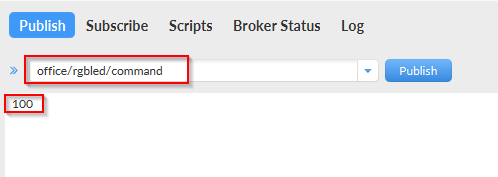 Publish Subscribe Scripts Broker Status Log
office/rgbled/command Publish
100